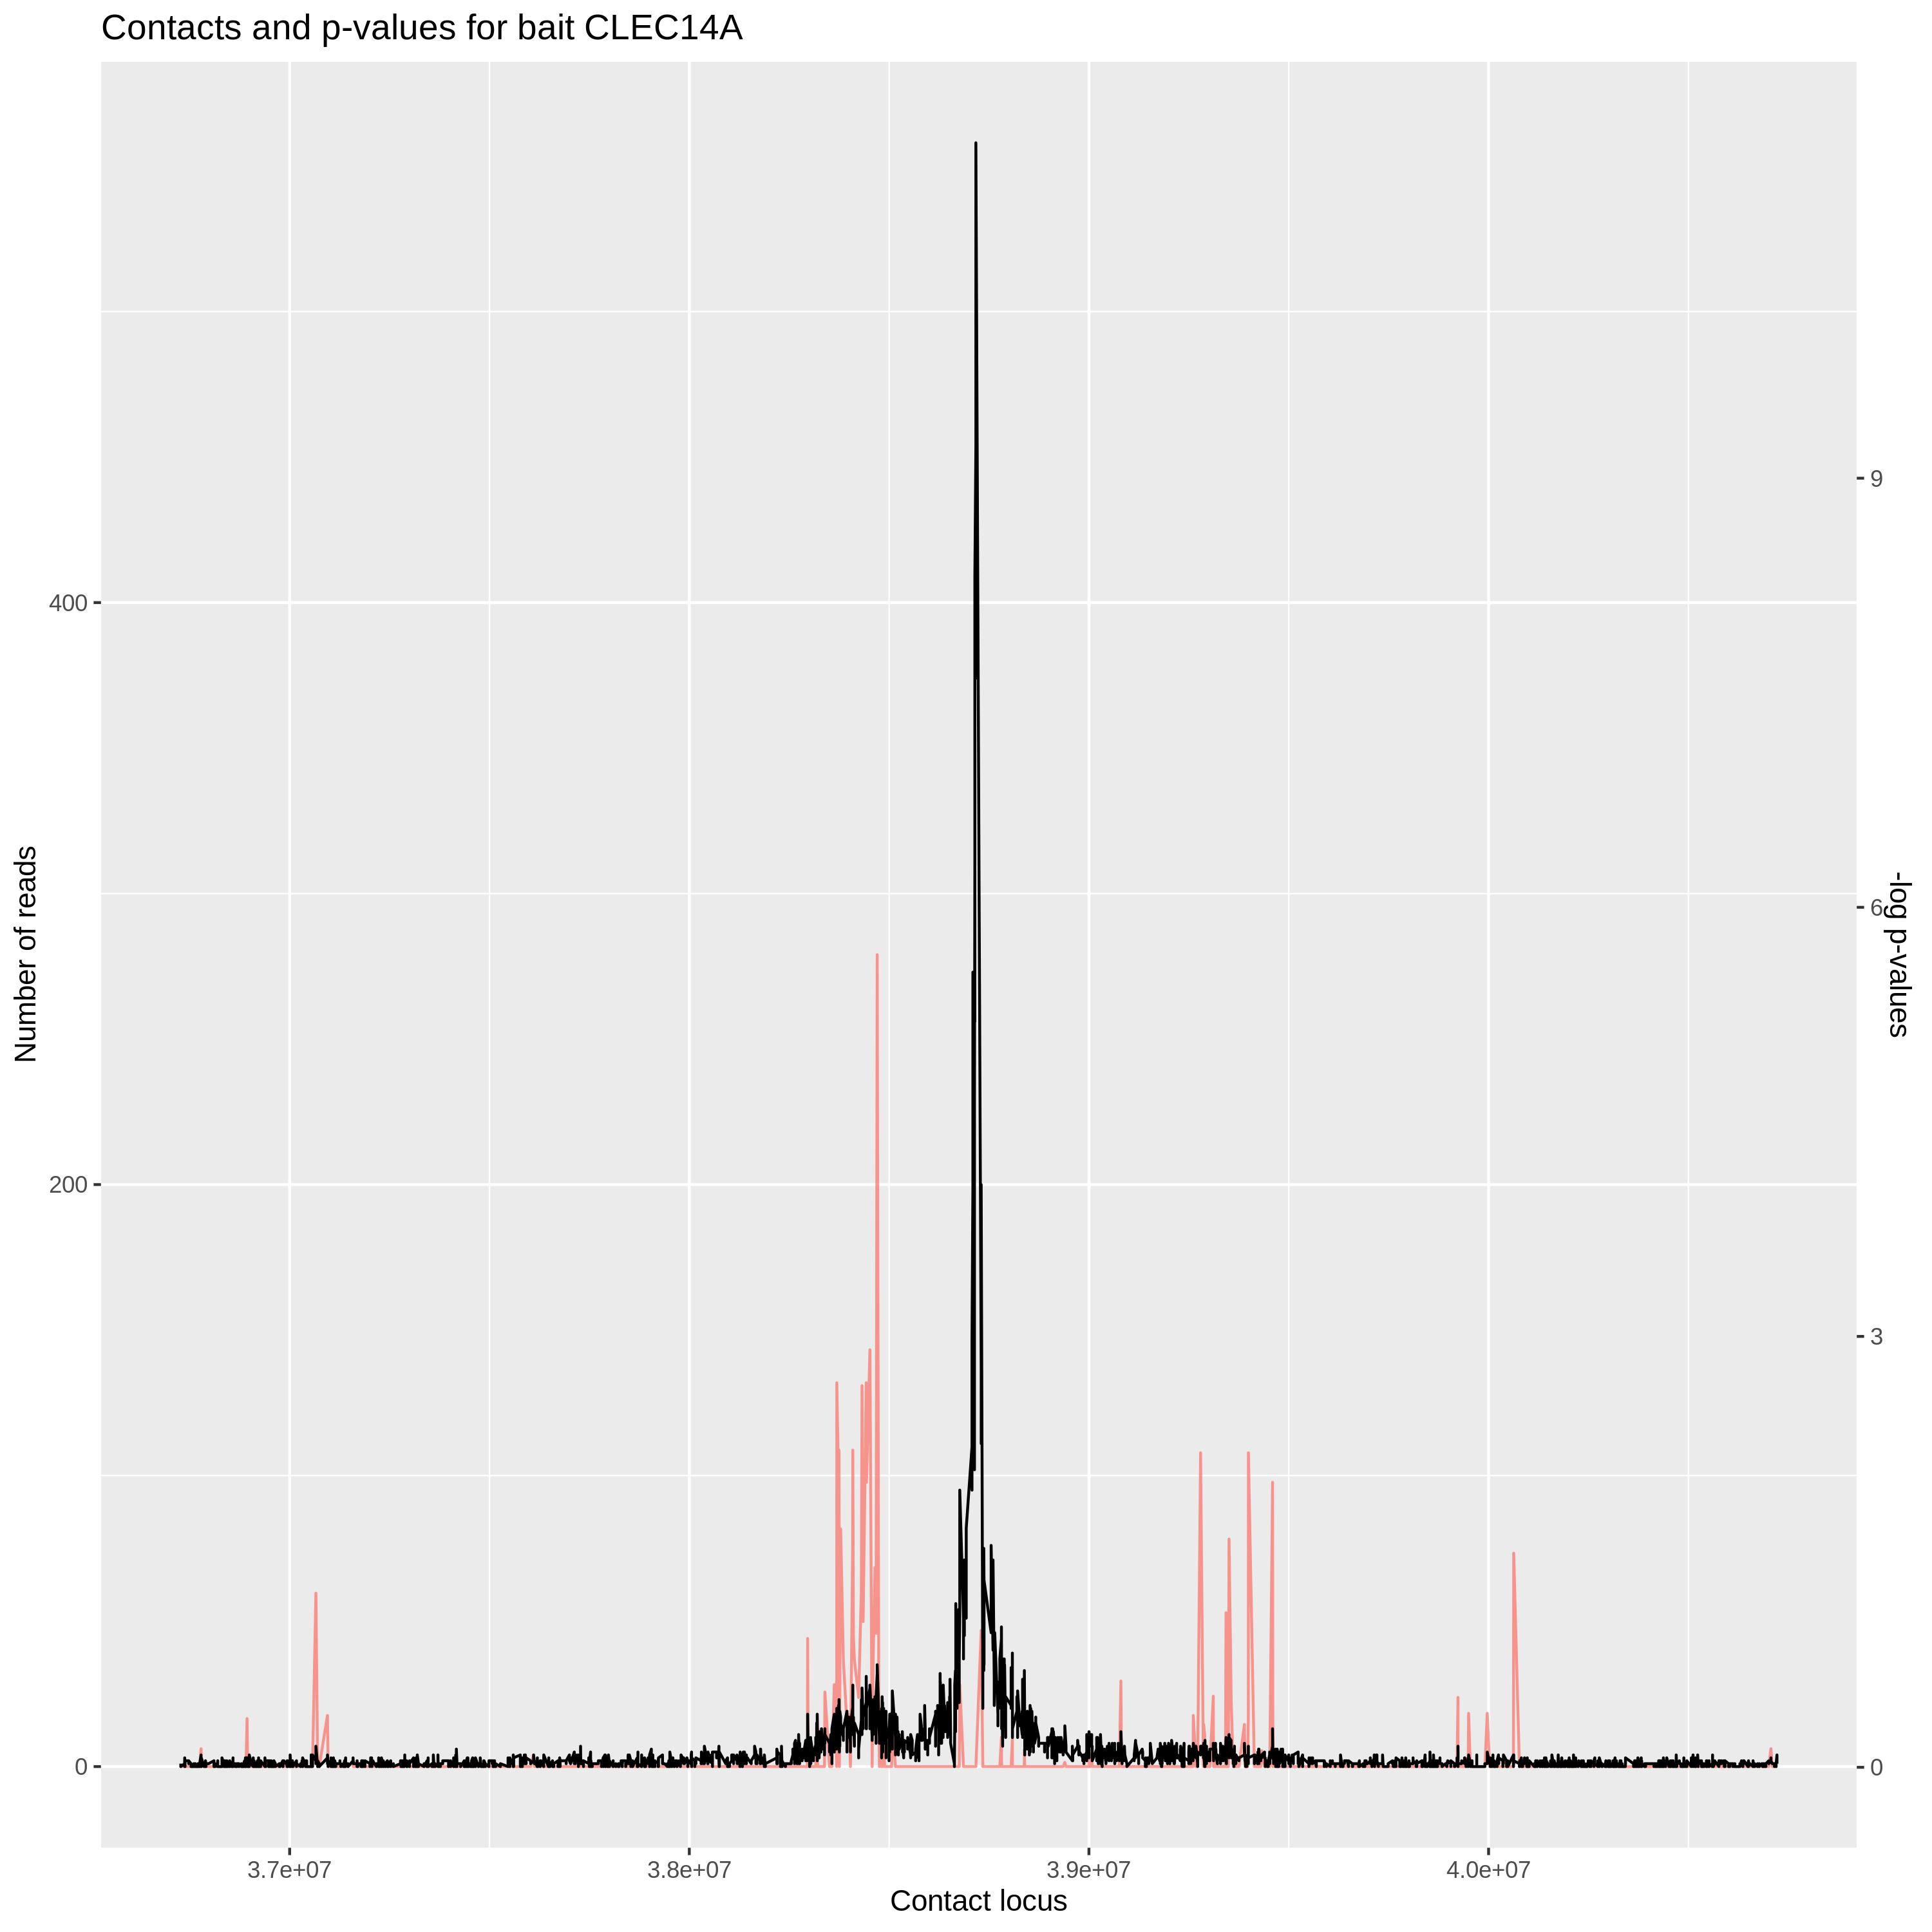 Contacts and p-values for bait CLEC14A
Number of reads
400
200
0
9
6
3
0
-log p-values
3.7e+07 3.8e+07 3.9e+07 4.0e+07
Contact locus